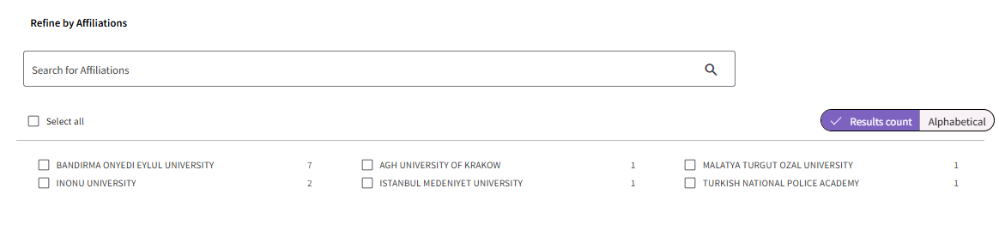 Refine by Affiliations
Search for Affiliations
Select all
Results count Alphabetical
BANDIRMA ONYEDI EYLUL UNIVERSITY 7
INONU UNIVERSITY 2
AGH UNIVERSITY OF KRAKOW 1
ISTANBUL MEDENIYET UNIVERSITY 1
MALATYA TURGUT OZAL UNIVERSITY 1
TURKISH NATIONAL POLICE ACADEMY 1